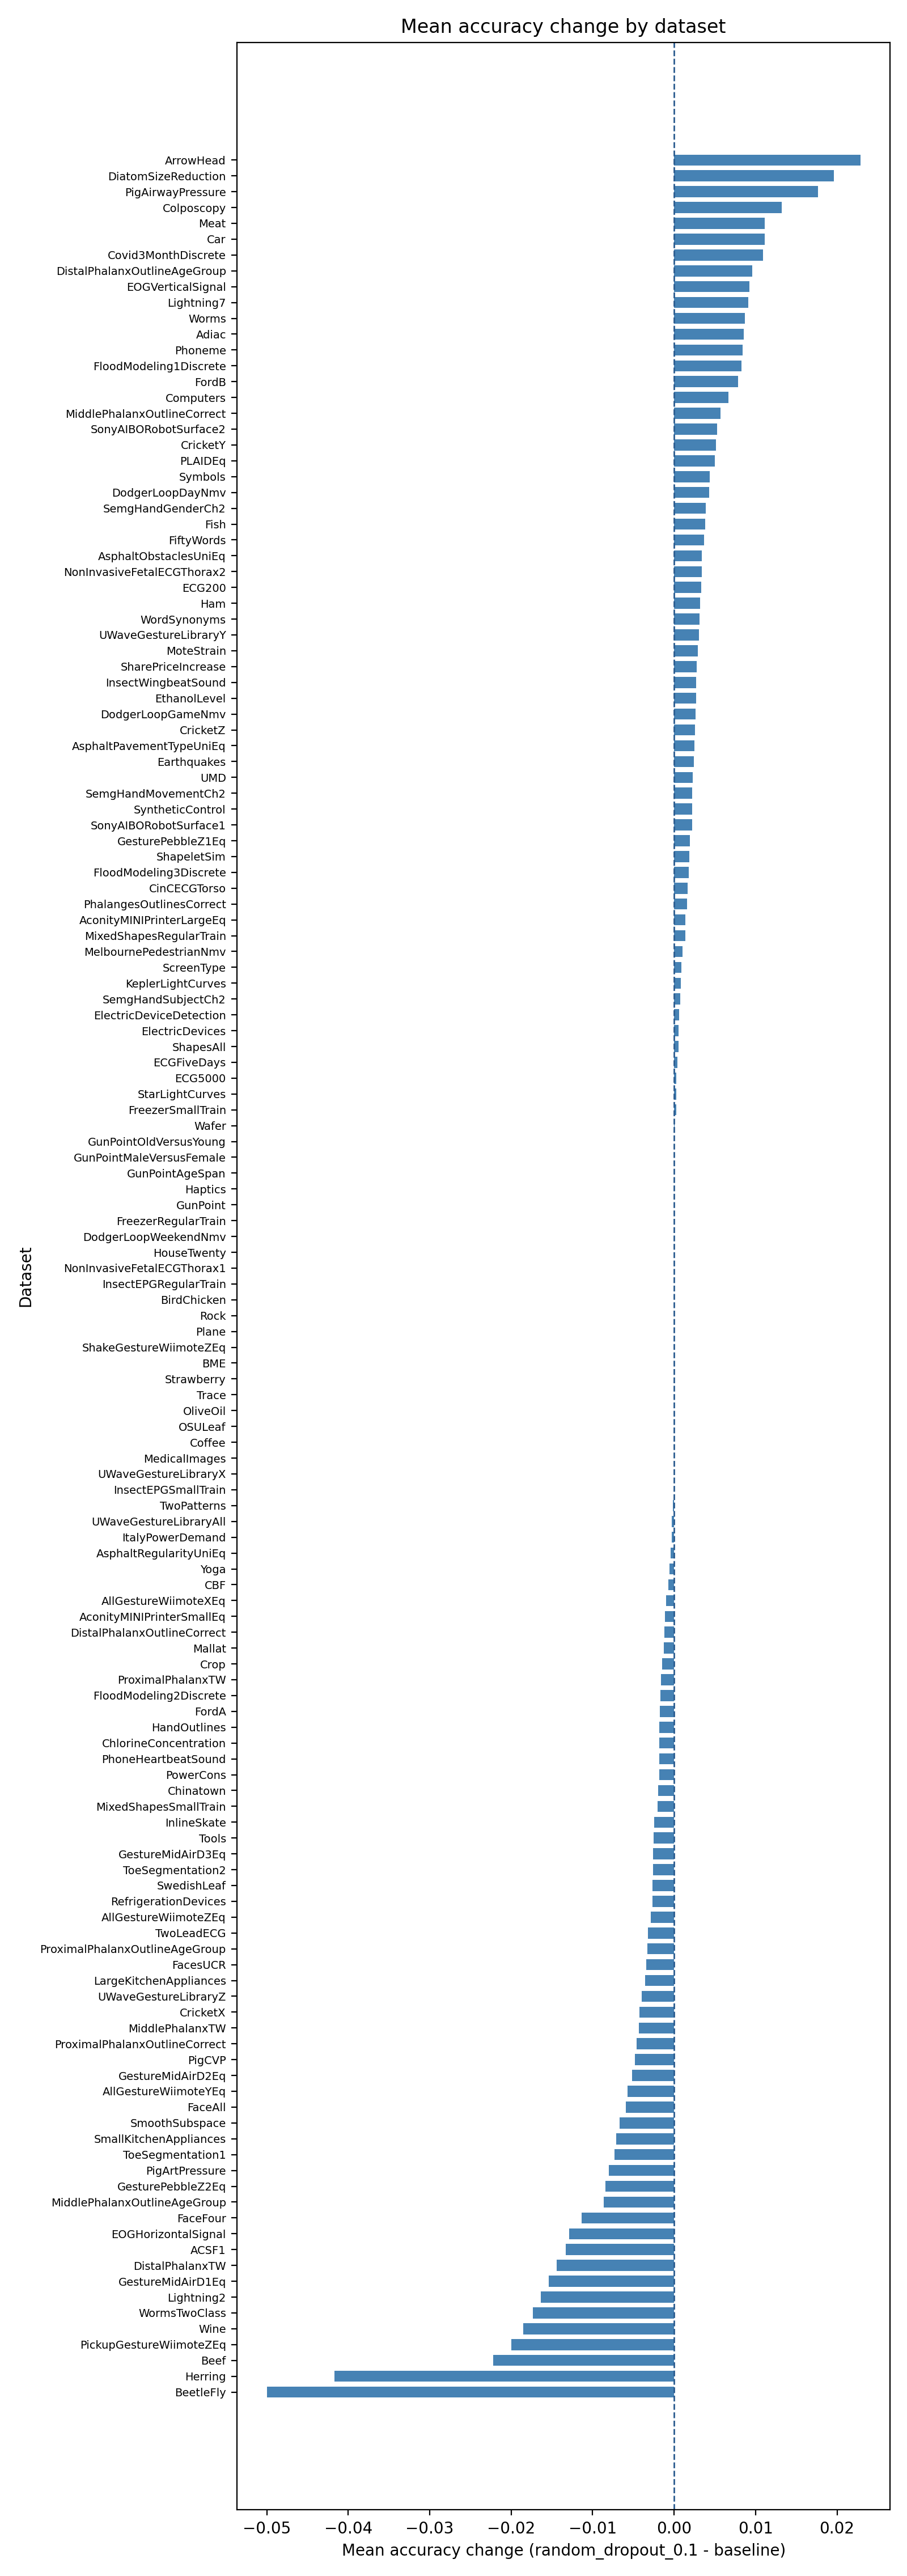 Mean accuracy change by dataset
ArrowHead
DiatomSizeReduction
PigAirwayPressure
Colposcopy
Meat
Car
Covid3MonthDiscrete
DistalPhalanxOutlineAgeGroup
EOGVerticalSignal
Lightning7
Worms
Adiac
Phoneme
FloodModeling1Discrete
FordB
Computers
MiddlePhalanxOutlineCorrect
SonyAIBORobotSurface2
CricketY
PLAIDEq
Symbols
DodgerLoopDayNmv
SemgHandGenderCh2
Fish
FiftyWords
AsphaltObstaclesUniEq
NonInvasiveFetalECGThorax2
ECG200
Ham
WordSynonyms
UWaveGestureLibraryY
MoteStrain
SharePriceIncrease
InsectWingbeatSound
EthanolLevel
DodgerLoopGameNmv
CricketZ
AsphaltPavementTypeUniEq
Earthquakes
UMD
SemgHandMovementCh2
SyntheticControl
SonyAIBORobotSurface1
GesturePebbleZ1Eq
ShapeletSim
FloodModeling3Discrete
CinCECGTorso
PhalangesOutlinesCorrect
AconityMINIPrinterLargeEq
MixedShapesRegularTrain
MelbournePedestrianNmv
ScreenType
KeplerLightCurves
SemgHandSubjectCh2
ElectricDeviceDetection
ElectricDevices
ShapesAll
ECGFiveDays
ECG5000
StarLightCurves
FreezerSmallTrain
Wafer
GunPointOldVersusYoung
GunPointMaleVersusFemale
GunPointAgeSpan
Haptics
GunPoint
FreezerRegularTrain
DodgerLoopWeekendNmv
HouseTwenty
NonInvasiveFetalECGThorax1
InsectEPGRegularTrain
BirdChicken
Rock
Plane
ShakeGestureWiimoteZEq
BME
Strawberry
Trace
OliveOil
OSULeaf
Coffee
MedicalImages
UWaveGestureLibraryX
InsectEPGSmallTrain
TwoPatterns
UWaveGestureLibraryAll
ItalyPowerDemand
AsphaltRegularityUniEq
Yoga
CBF
AllGestureWiimoteXEq
AconityMINIPrinterSmallEq
DistalPhalanxOutlineCorrect
Mallat
Crop
ProximalPhalanxTW
FloodModeling2Discrete
FordA
HandOutlines
ChlorineConcentration
PhoneHeartbeatSound
PowerCons
Chinatown
MixedShapesSmallTrain
InlineSkate
Tools
GestureMidAirD3Eq
ToeSegmentation2
SwedishLeaf
RefrigerationDevices
AllGestureWiimoteZEq
TwoLeadECG
ProximalPhalanxOutlineAgeGroup
FacesUCR
LargeKitchenAppliances
UWaveGestureLibraryZ
CricketX
MiddlePhalanxTW
ProximalPhalanxOutlineCorrect
PigCVP
GestureMidAirD2Eq
AllGestureWiimoteYEq
FaceAll
SmoothSubspace
SmallKitchenAppliances
ToeSegmentation1
PigArtPressure
GesturePebbleZ2Eq
MiddlePhalanxOutlineAgeGroup
FaceFour
EOGHorizontalSignal
ACSF1
DistalPhalanxTW
GestureMidAirD1Eq
Lightning2
WormsTwoClass
Wine
PickupGestureWiimoteZEq
Beef
Herring
BeetleFly
Dataset
−0.05 −0.04 −0.03 −0.02 −0.01 0.00 0.01 0.02
Mean accuracy change (random_dropout_0.1 - baseline)